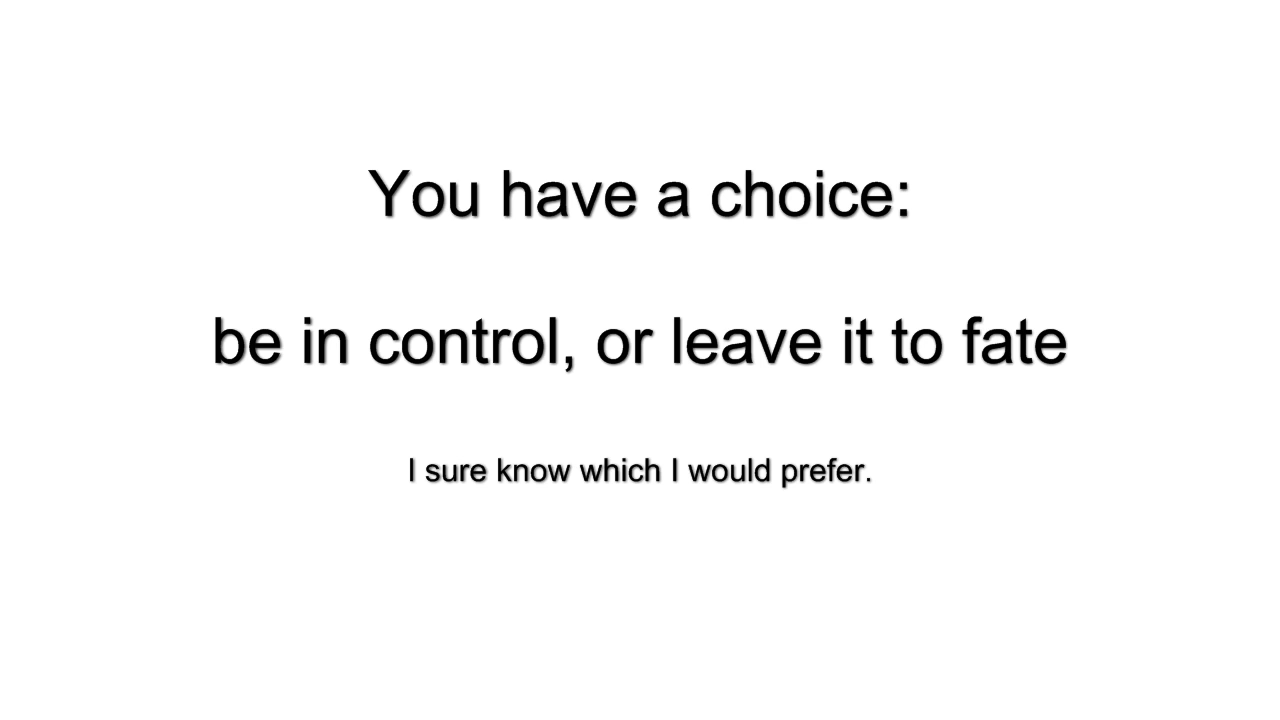 You have a choice:
be in control, or leave it to fate
I sure know which I would prefer.